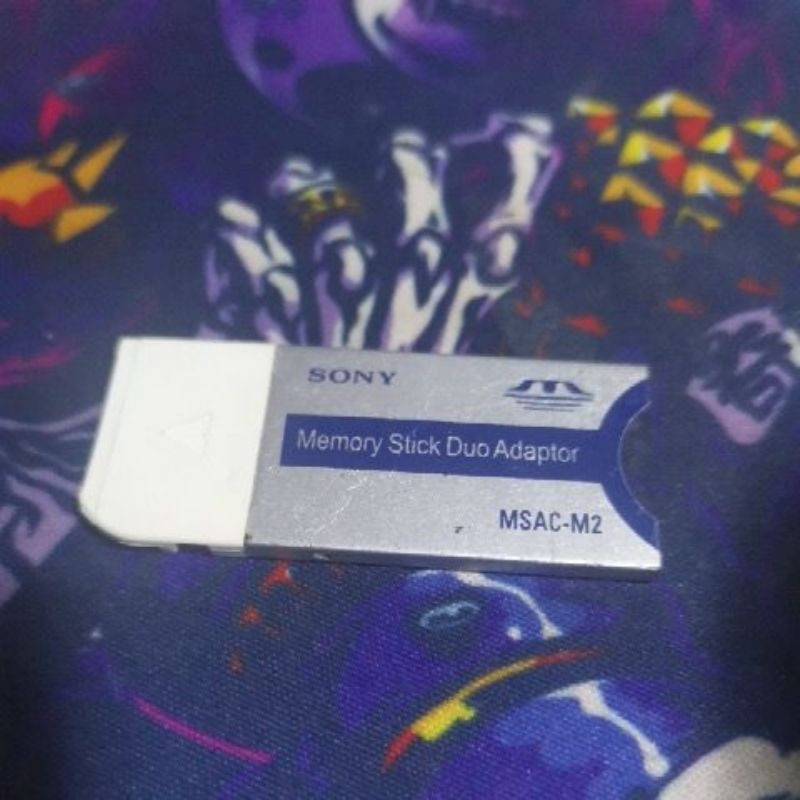 SONY
Memory Stick Duo Adaptor
MSAC-M2